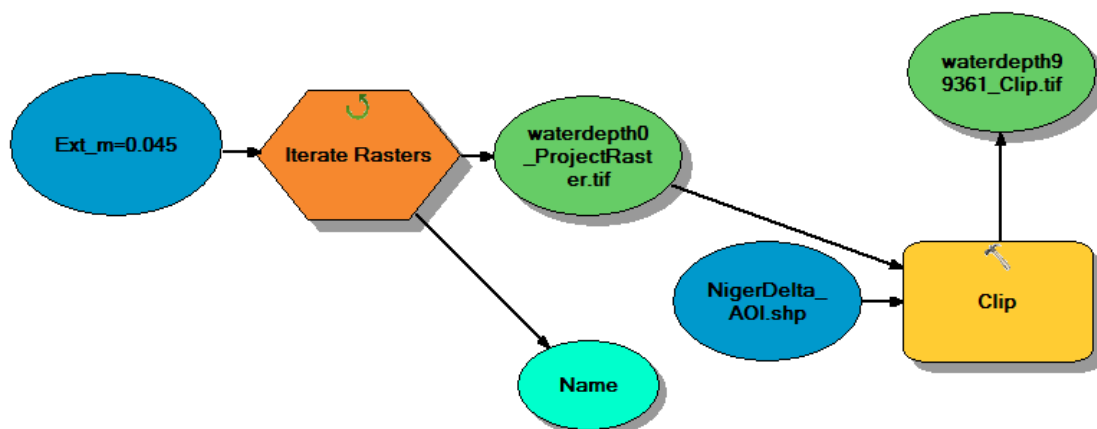 Ext_m=0.045
Iterate Rasters
waterdepth0
_ProjectRast
er.tif
waterdepth9
9361_Clip.tif
NigerDelta_
AOI.shp
Clip
Name